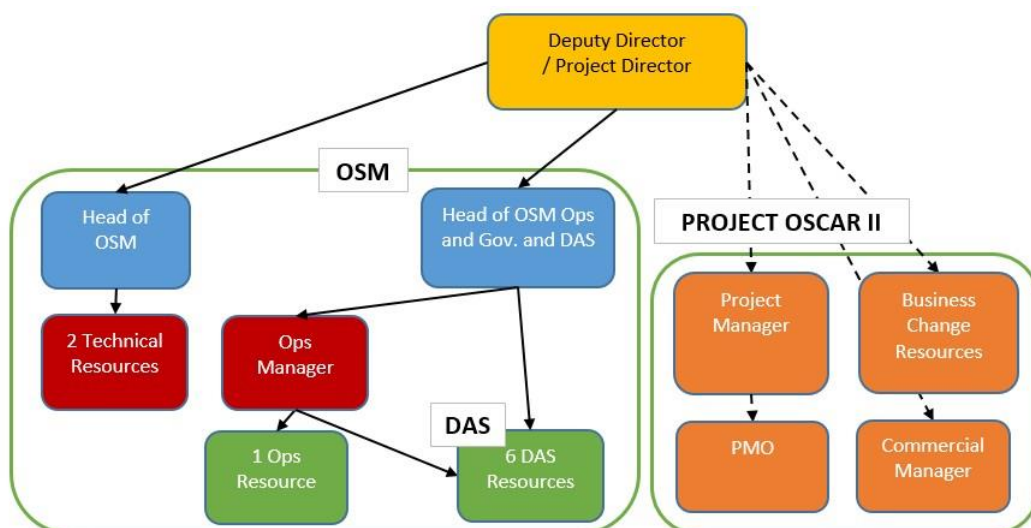 Deputy Director
/ Project Director
OSM
Head of
OSM
Head of OSM Ops
and Gov. and DAS
PROJECT OSCAR II
2 Technical
Resources
Ops
Manager
Project
Manager
Business
Change
Resources
DAS
1 Ops
Resource
6 DAS
Resources
PMO
Commercial
Manager